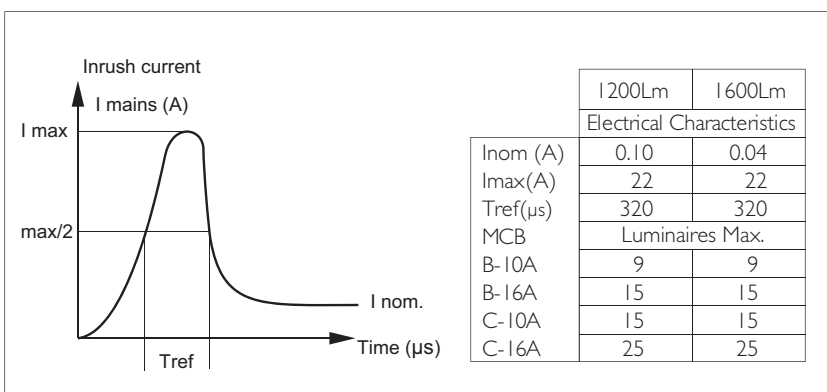 Inrush current
I mains (A)
I max
max/2
I nom.
Time (µs)
Tref
1200Lm 1600Lm
Electrical Characteristics
Inom (A) 0.10 0.04
Imax(A) 22 22
Tref(µs) 320 320
MCB Luminaires Max.
B-10A 9 9
B-16A 15 15
C-10A 15 15
C-16A 25 25